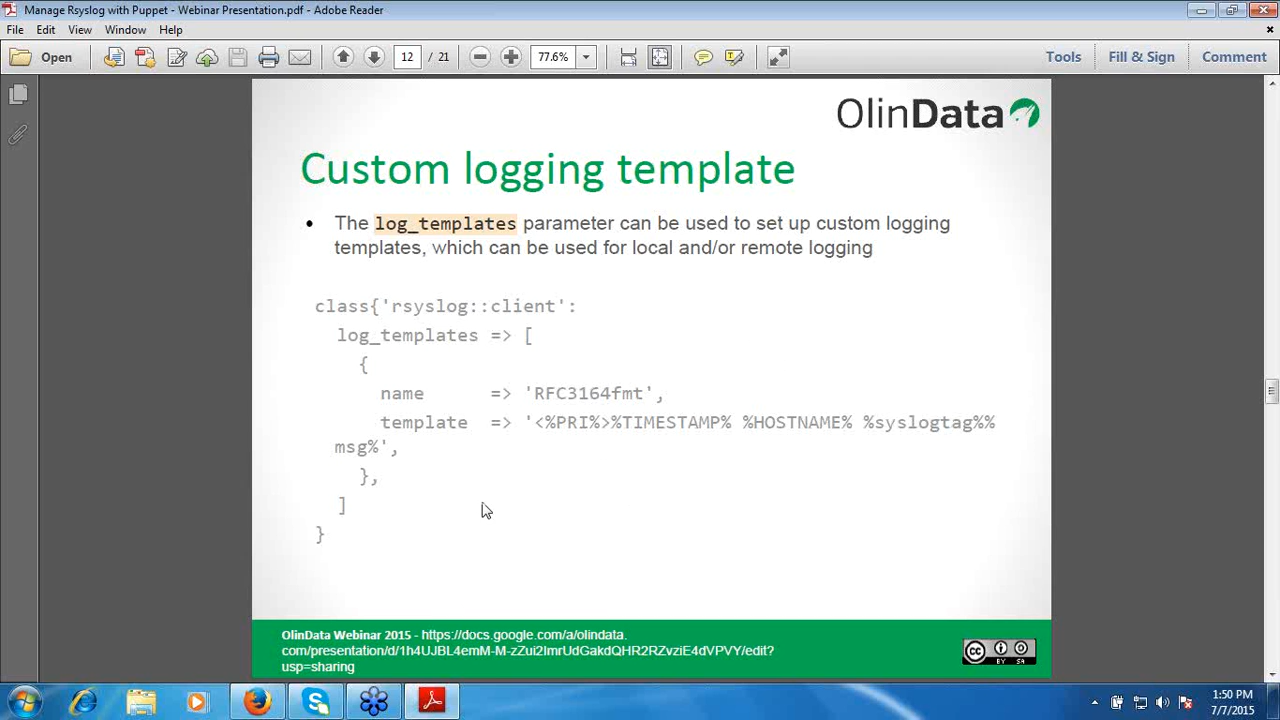 Manage Rsyslog with Puppet - Webinar Presentation.pdf - Adobe Reader
File Edit View Window Help
Open 12 / 21 77.6% Tools Fill & Sign Comment
OlinData
Custom logging template
• The log_templates parameter can be used to set up custom logging
templates, which can be used for local and/or remote logging
class{'rsyslog::client':
log_templates => [
{
name => 'RFC3164fmt',
template => '<%PRI%>%TIMESTAMP% %HOSTNAME% %syslogtag%%
msg%',
},
]
}
OlinData Webinar 2015 - https://docs.google.com/a/olindata.
com/presentation/d/1h4UJBL4emM-M-zZui2ImrUdGakdQHR2RZvziE4dVPVY/edit?
usp=sharing
cc BY SA
1:50 PM
7/7/2015